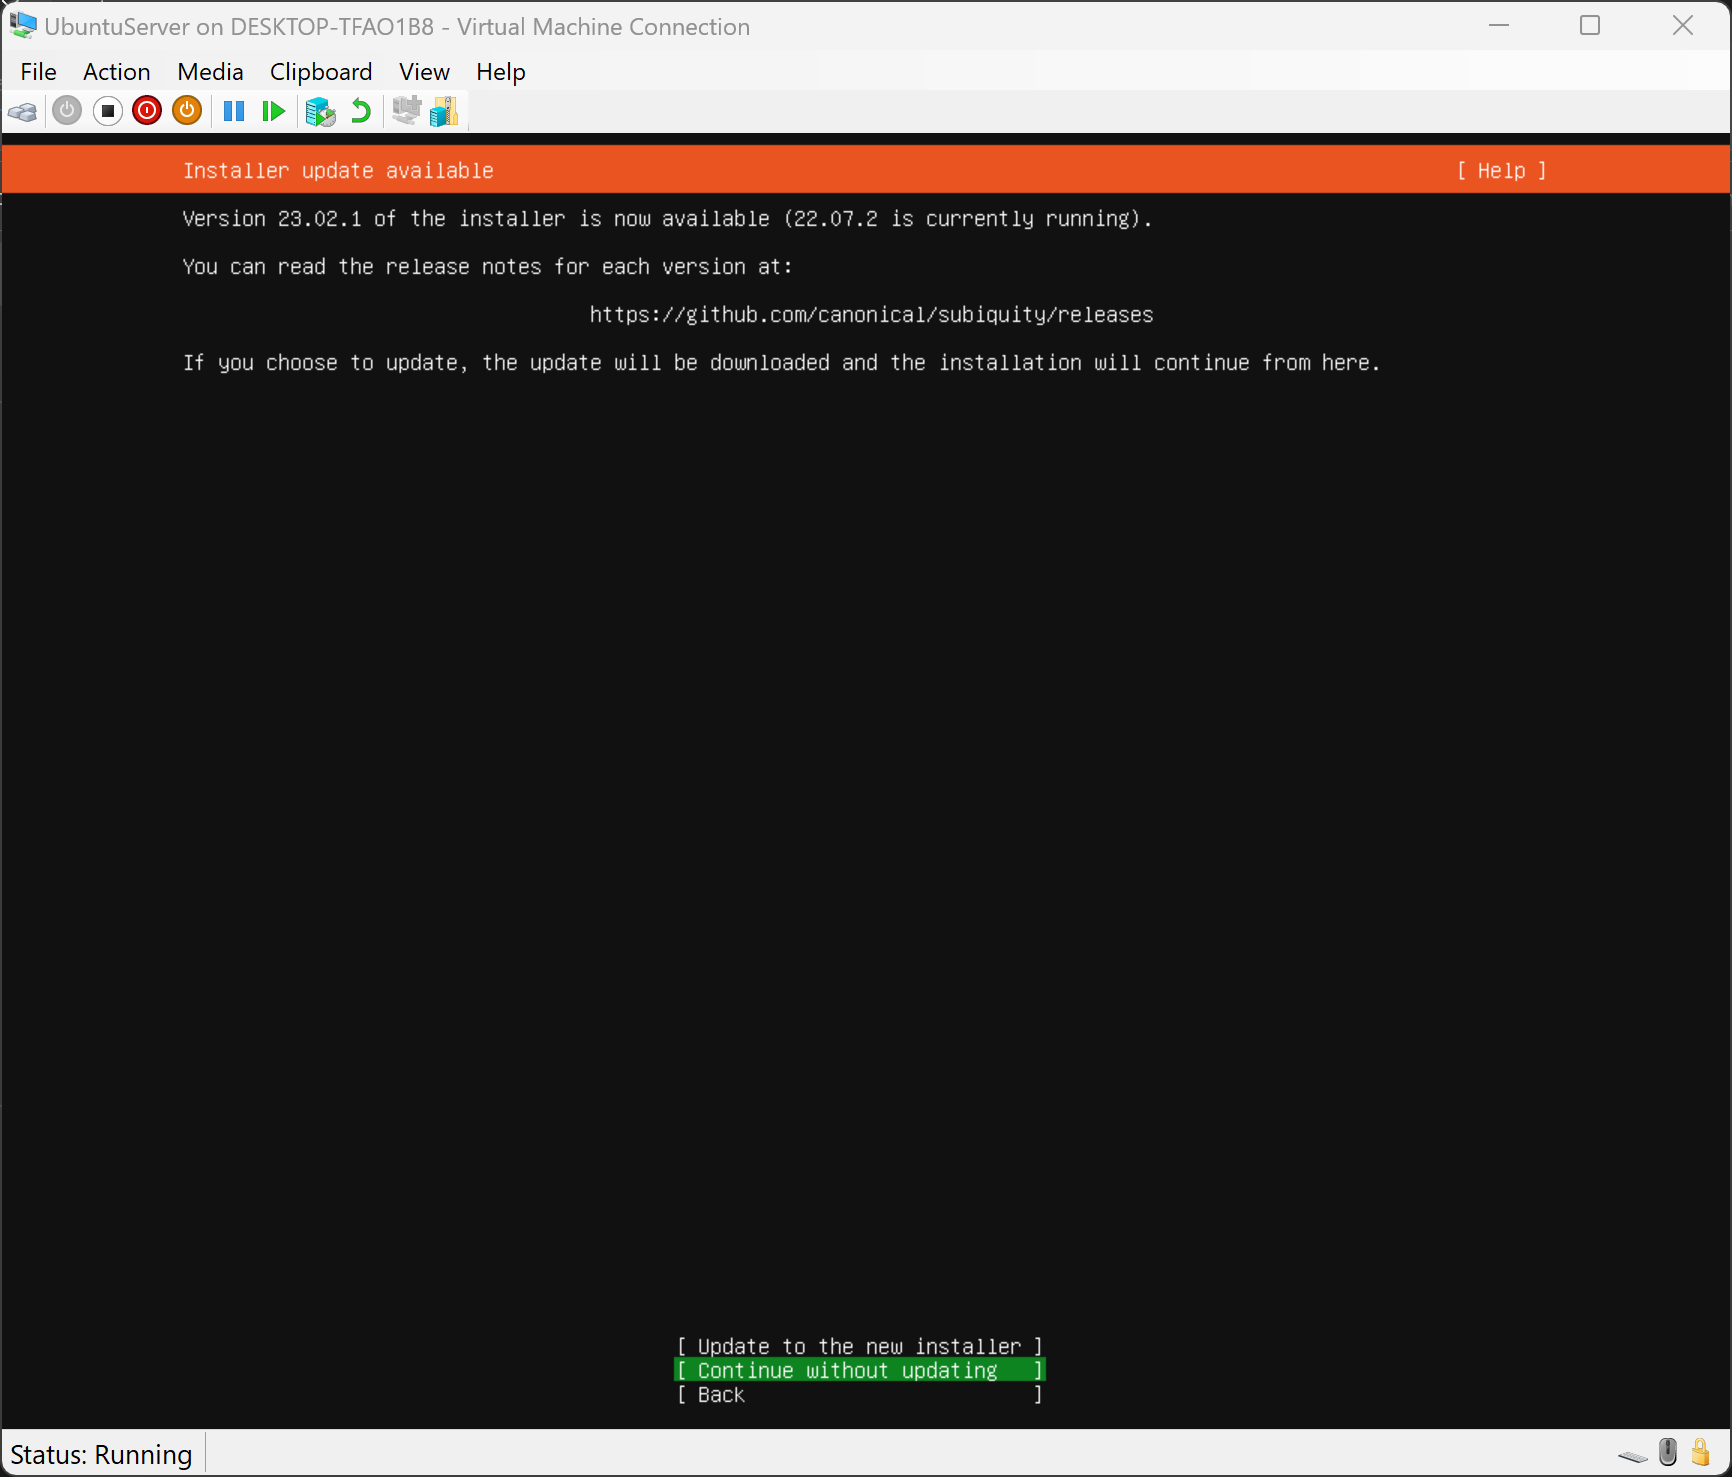 UbuntuServer on DESKTOP-TFAO1B8 - Virtual Machine Connection
File Action Media Clipboard View Help
Installer update available [ Help ]
Version 23.02.1 of the installer is now available (22.07.2 is currently running).
You can read the release notes for each version at:
https://github.com/canonical/subiquity/releases
If you choose to update, the update will be downloaded and the installation will continue from here.
[ Update to the new installer ]
[ Continue without updating ]
[ Back ]
Status: Running